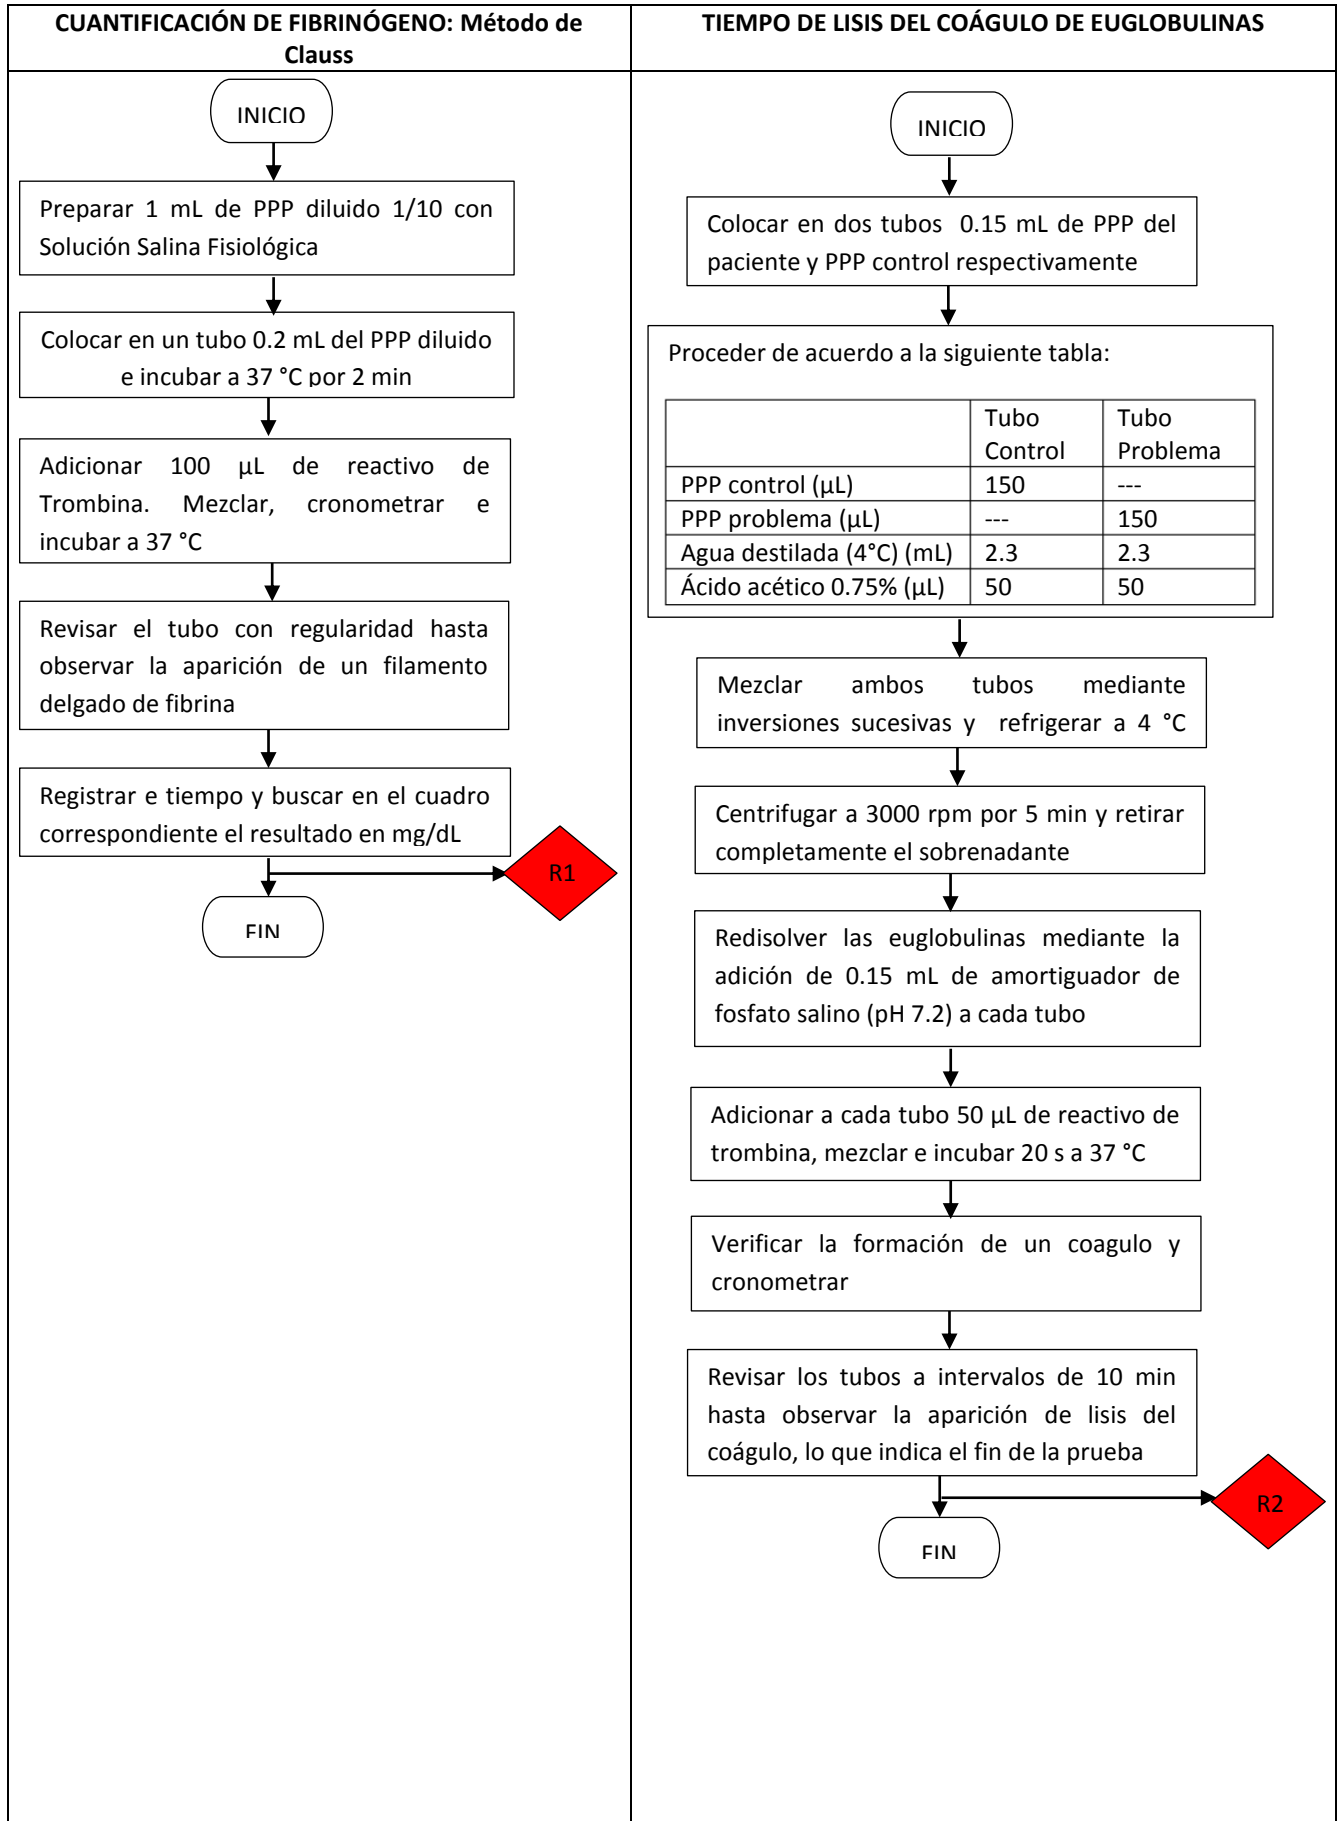 CUANTIFICACIÓN DE FIBRINÓGENO: Método de
Clauss
INICIO
Preparar 1 mL de PPP diluido 1/10 con
Solución Salina Fisiológica
Colocar en un tubo 0.2 mL del PPP diluido
e incubar a 37 °C por 2 min
Adicionar 100 µL de reactivo de
Trombina. Mezclar, cronometrar e
incubar a 37 °C
Revisar el tubo con regularidad hasta
observar la aparición de un filamento
delgado de fibrina
Registrar e tiempo y buscar en el cuadro
correspondiente el resultado en mg/dL
R1
FIN
TIEMPO DE LISIS DEL COÁGULO DE EUGLOBULINAS
INICIO
Colocar en dos tubos 0.15 mL de PPP del
paciente y PPP control respectivamente
Proceder de acuerdo a la siguiente tabla:
Tubo Tubo
Control Problema
PPP control (µL) 150 ---
PPP problema (µL) --- 150
Agua destilada (4°C) (mL) 2.3 2.3
Ácido acético 0.75% (µL) 50 50
Mezclar ambos tubos mediante
inversiones sucesivas y refrigerar a 4 °C
Centrifugar a 3000 rpm por 5 min y retirar
completamente el sobrenadante
Redisolver las euglobulinas mediante la
adición de 0.15 mL de amortiguador de
fosfato salino (pH 7.2) a cada tubo
Adicionar a cada tubo 50 µL de reactivo de
trombina, mezclar e incubar 20 s a 37 °C
Verificar la formación de un coagulo y
cronometrar
Revisar los tubos a intervalos de 10 min
hasta observar la aparición de lisis del
coágulo, lo que indica el fin de la prueba
R2
FIN